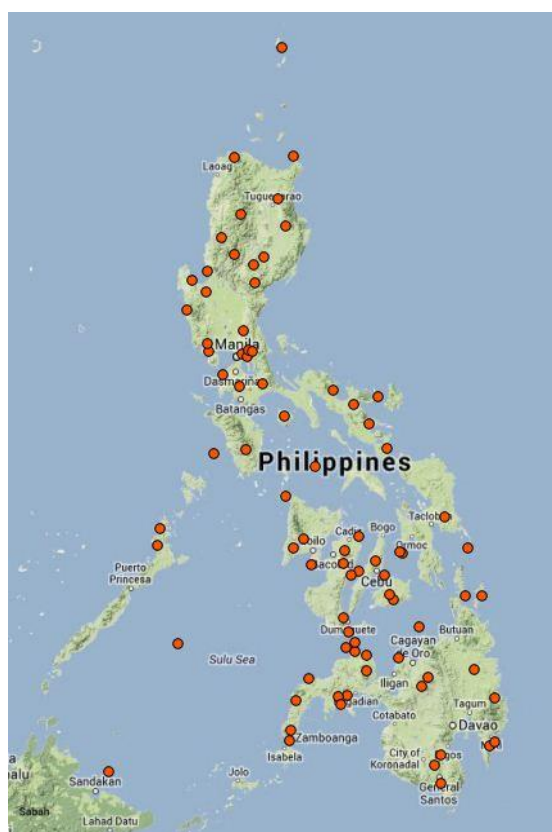 Laoag
Tuguegarao
Manila
Dasmariñas
Batangas
Philippines
Tacloban
Cadiz
Bogo
Iloilo
Ormoc
Bacolod
Cebu
Puerto
Princesa
Dumaguete
Butuan
Cagayan
de Oro
Sulu Sea
Iligan
Pagadian
Tagum
Cotabato
Davao
Zamboanga
Isabela
City of
Koronadal
Jolo
General
Santos
Sandakan
Sabah
Lahad Datu